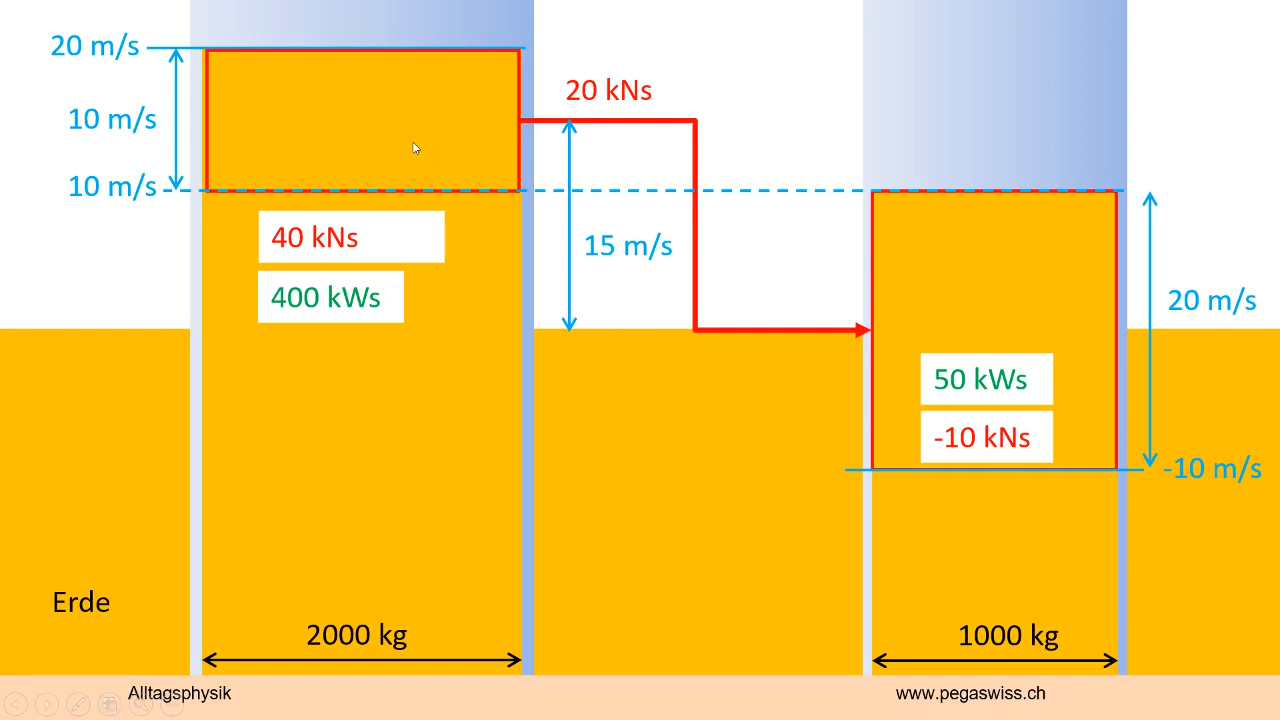 20 m/s
10 m/s
10 m/s
40 kNs
400 kWs
20 kNs
15 m/s
50 kWs
-10 kNs
20 m/s
-10 m/s
Erde
2000 kg
1000 kg
Alltagsphysik
www.pegaswiss.ch